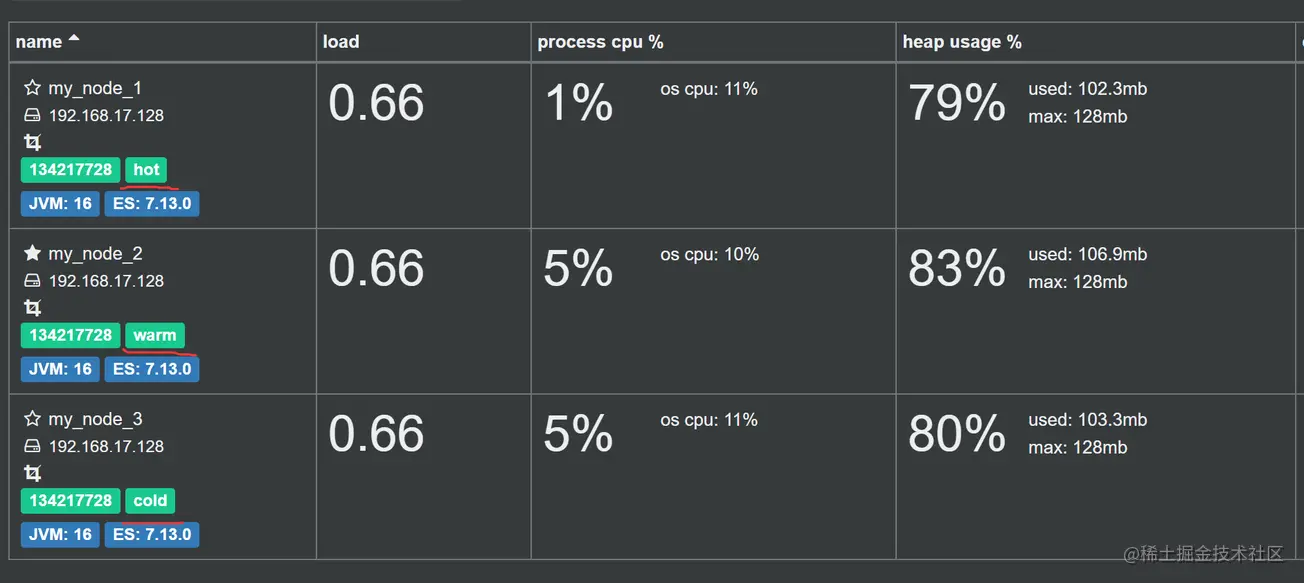 name load process cpu % heap usage %
my_node_1 0.66 1% os cpu: 11% 79% used: 102.3mb
192.168.17.128 max: 128mb
134217728 hot
JVM: 16 ES: 7.13.0
my_node_2 0.66 5% os cpu: 10% 83% used: 106.9mb
192.168.17.128 max: 128mb
134217728 warm
JVM: 16 ES: 7.13.0
my_node_3 0.66 5% os cpu: 11% 80% used: 103.3mb
192.168.17.128 max: 128mb
134217728 cold
JVM: 16 ES: 7.13.0
@稀土掘金技术社区